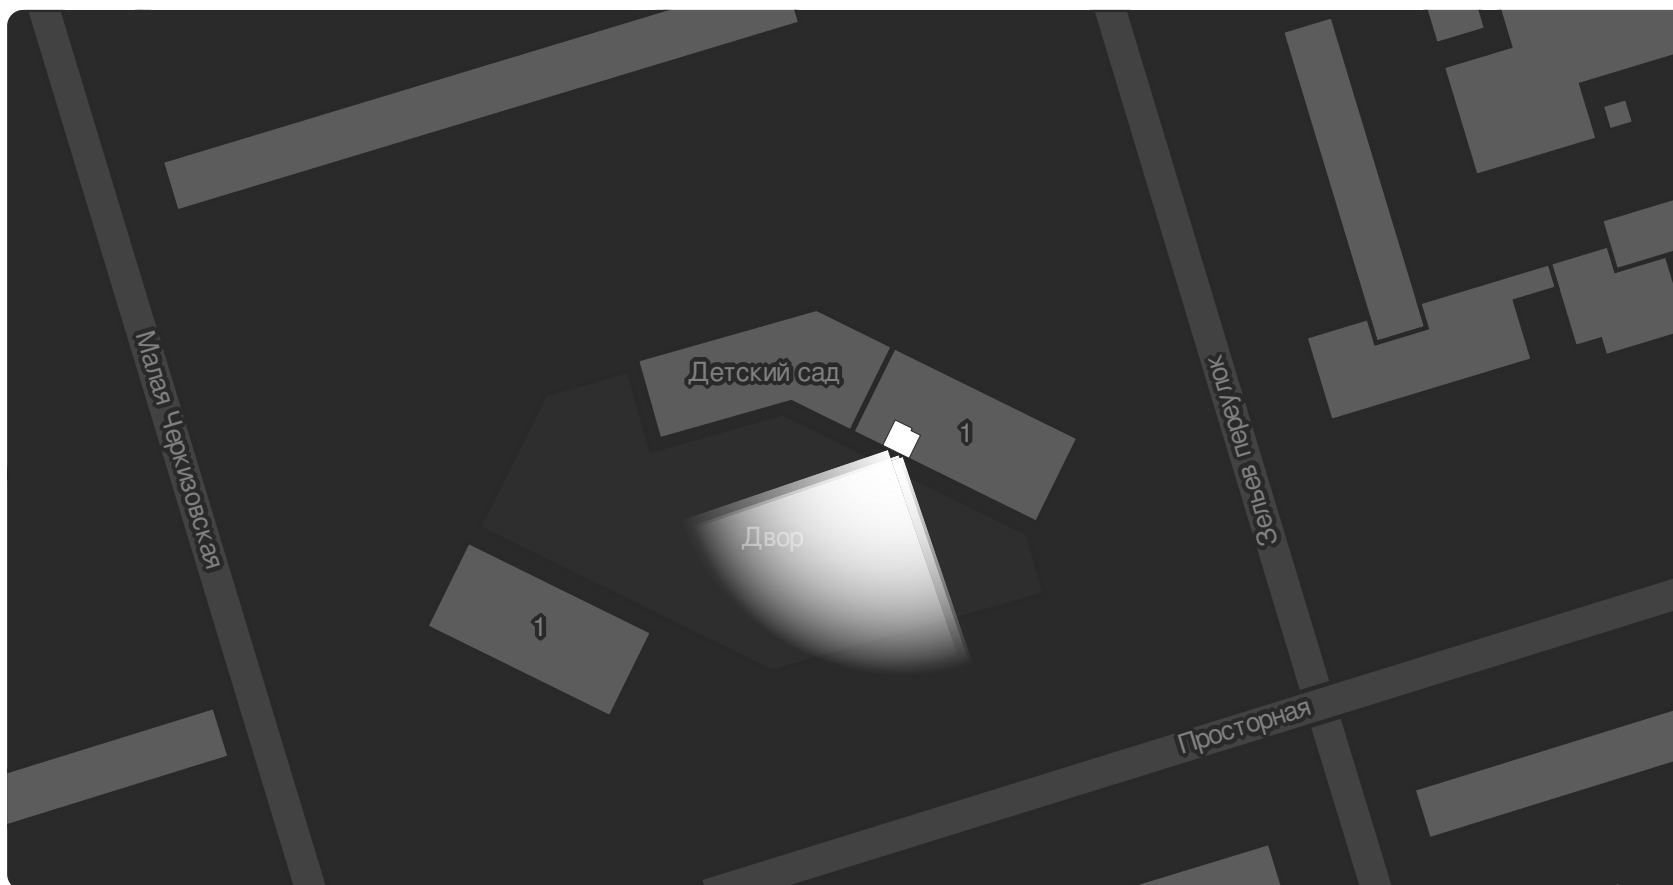 Малая Черкизовская
Детский сад
1
Зельев переулок
Двор
1
Просторная